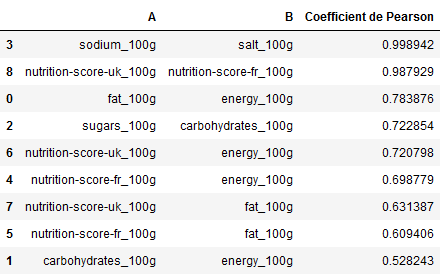 A B Coefficient de Pearson
3 sodium_100g salt_100g 0.998942
8 nutrition-score-uk_100g nutrition-score-fr_100g 0.987929
0 fat_100g energy_100g 0.783876
2 sugars_100g carbohydrates_100g 0.722854
6 nutrition-score-uk_100g energy_100g 0.720798
4 nutrition-score-fr_100g energy_100g 0.698779
7 nutrition-score-uk_100g fat_100g 0.631387
5 nutrition-score-fr_100g fat_100g 0.609406
1 carbohydrates_100g energy_100g 0.528243